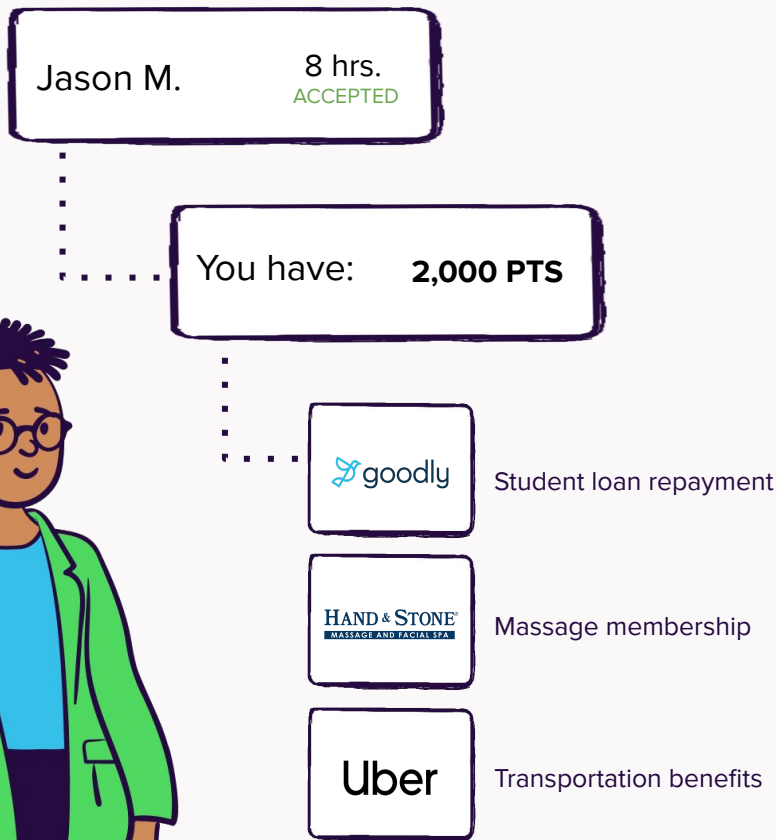 Jason M.
8 hrs.
ACCEPTED
You have:
2,000 PTS
goodly
Student loan repayment
HAND & STONE®
MASSAGE AND FACIAL SPA
Massage membership
Uber
Transportation benefits